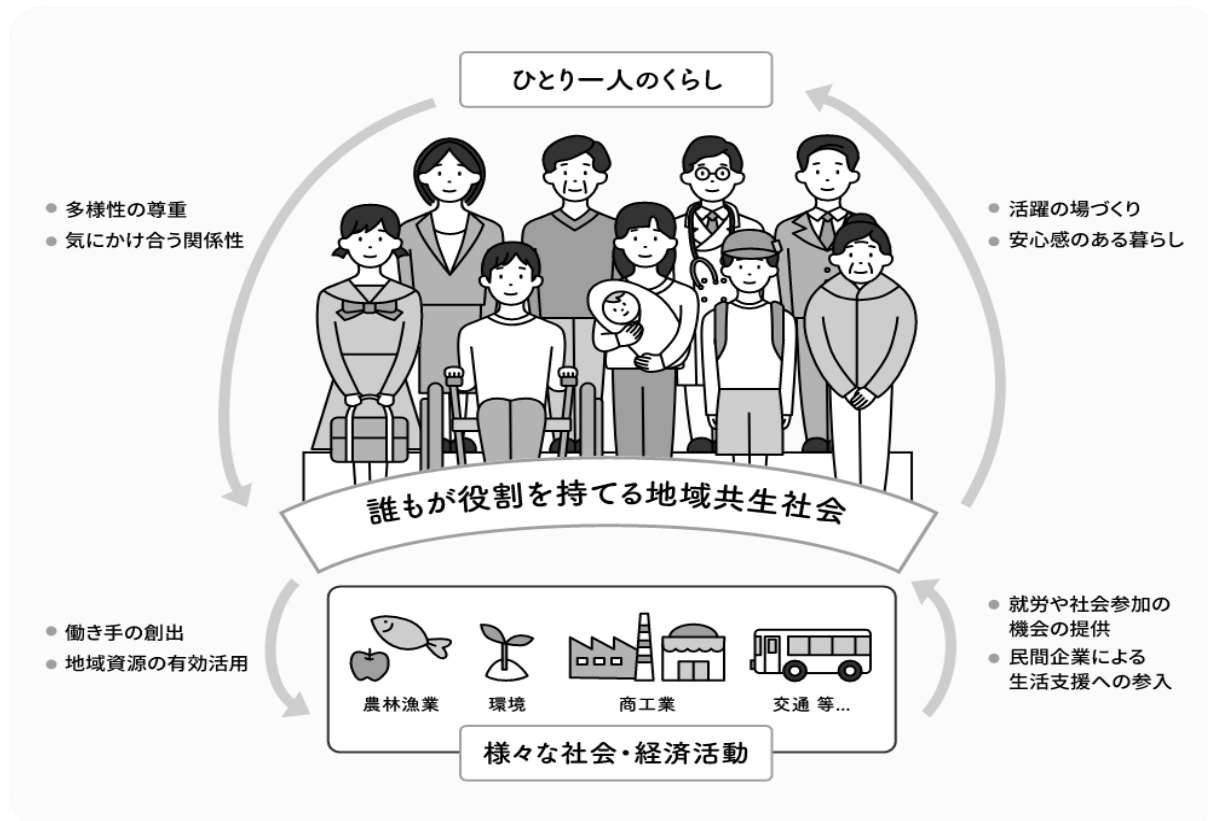 ひとり一人のくらし
多様性の尊重
気にかけ合う関係性
活躍の場づくり
安心感のある暮らし
誰もが役割を持てる地域共生社会
働き手の創出
地域資源の有効活用
就労や社会参加の
機会の提供
民間企業による
生活支援への参入
農林漁業
環境
商工業
交通 等...
様々な社会・経済活動